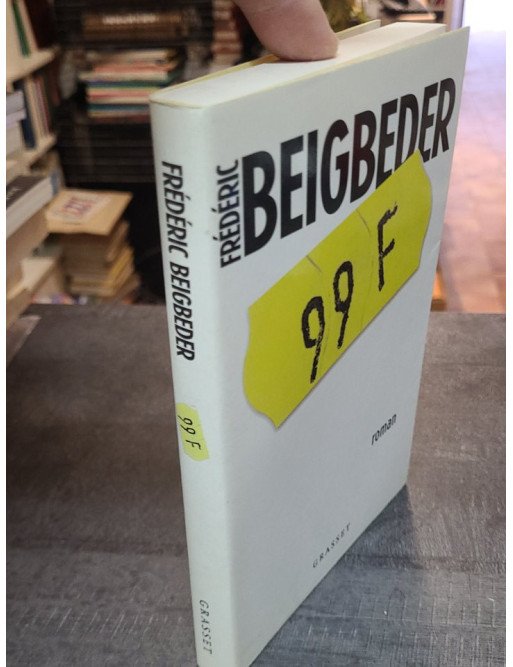 FRÉDÉRIC BEIGBEDER
99 F
GRASSET
FRÉDÉRIC
BEIGBEDER
99 F
roman
GRASSET